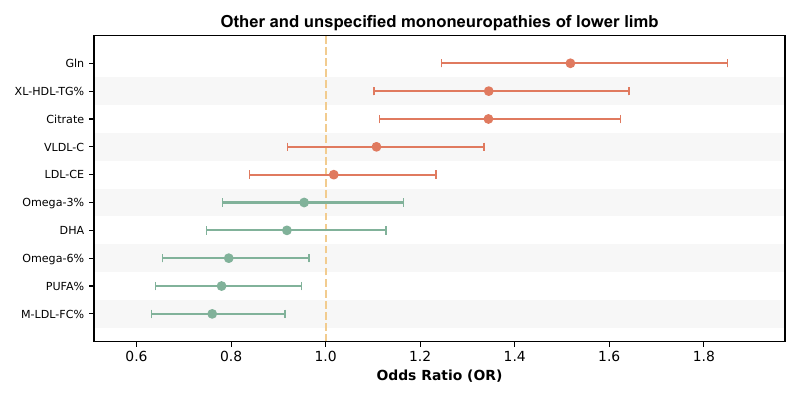 Other and unspecified mononeuropathies of lower limb
Gln
XL-HDL-TG%
Citrate
VLDL-C
LDL-CE
Omega-3%
DHA
Omega-6%
PUFA%
M-LDL-FC%
0.6 0.8 1.0 1.2 1.4 1.6 1.8
Odds Ratio (OR)